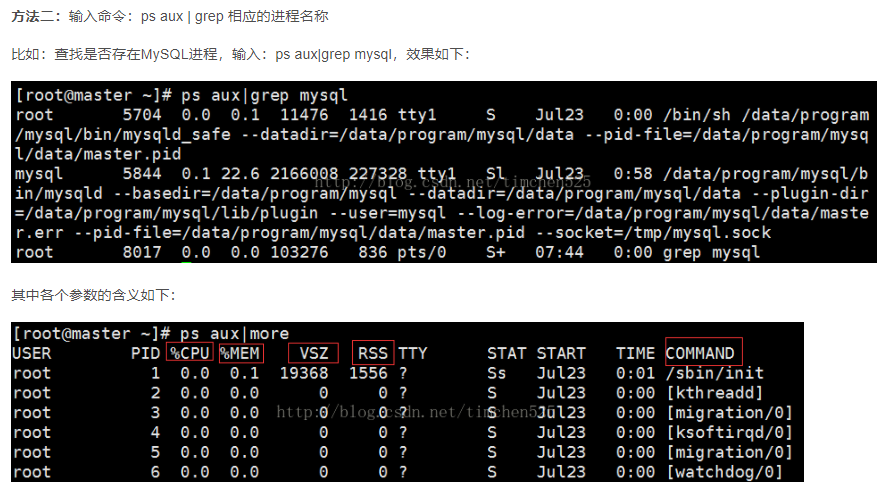 方法二：输入命令：ps aux | grep 相应的进程名称
比如：查找是否存在MySQL进程，输入：ps aux|grep mysql，效果如下：
[root@master ~]# ps aux|grep mysql
root 5704 0.0 0.1 11476 1416 tty1 S Jul23 0:00 /bin/sh /data/program
/mysql/bin/mysqld_safe --datadir=/data/program/mysql/data --pid-file=/data/program/mysq
l/data/master.pid
mysql 5844 0.1 22.6 2166008 227328 tty1 Sl Jul23 0:58 /data/program/mysql/b
http://blog.csdn.net/timchen525
in/mysqld --basedir=/data/program/mysql --datadir=/data/program/mysql/data --plugin-dir
=/data/program/mysql/lib/plugin --user=mysql --log-error=/data/program/mysql/data/maste
r.err --pid-file=/data/program/mysql/data/master.pid --socket=/tmp/mysql.sock
root 8017 0.0 0.0 103276 836 pts/0 S+ 07:44 0:00 grep mysql
其中各个参数的含义如下：
[root@master ~]# ps aux|more
USER PID %CPU %MEM VSZ RSS TTY STAT START TIME COMMAND
root 1 0.0 0.1 19368 1556 ? Ss Jul23 0:01 /sbin/init
root 2 0.0 0.0 0 0 ? S Jul23 0:00 [kthreadd]
root 3 0.0 0.0 0 0 ? S Jul23 0:00 [migration/0]
http://blog.csdn.net/timchen525
root 4 0.0 0.0 0 0 ? S Jul23 0:00 [ksoftirqd/0]
root 5 0.0 0.0 0 0 ? S Jul23 0:00 [migration/0]
root 6 0.0 0.0 0 0 ? S Jul23 0:00 [watchdog/0]